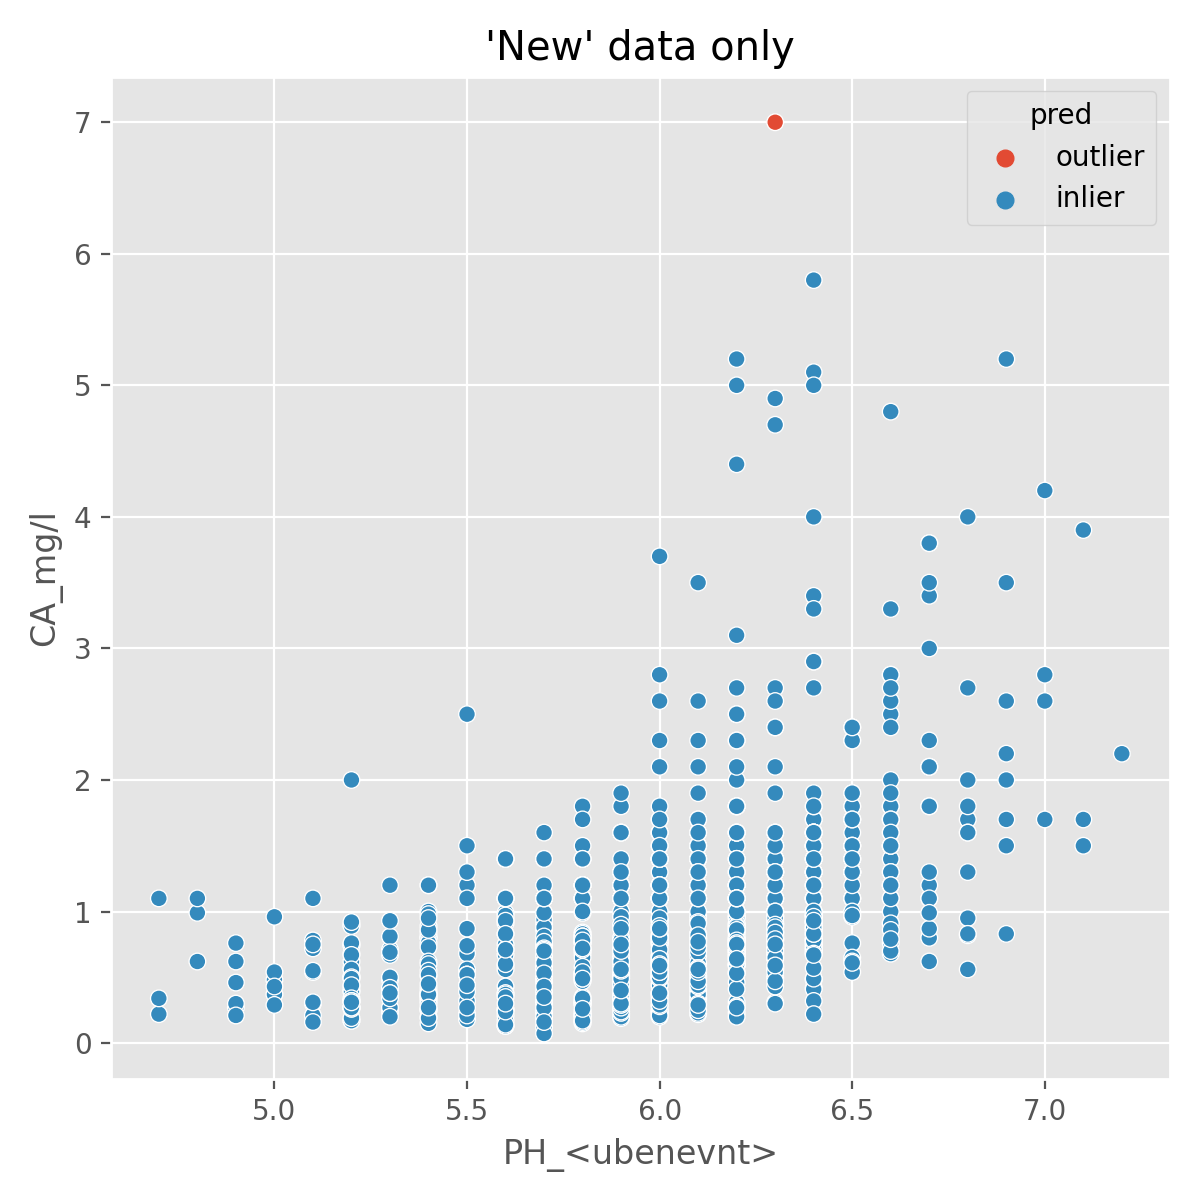 'New' data only
pred
outlier
inlier
7
6
5
4
3
2
1
0
CA_mg/l
5.0 5.5 6.0 6.5 7.0
PH_<ubenevnt>